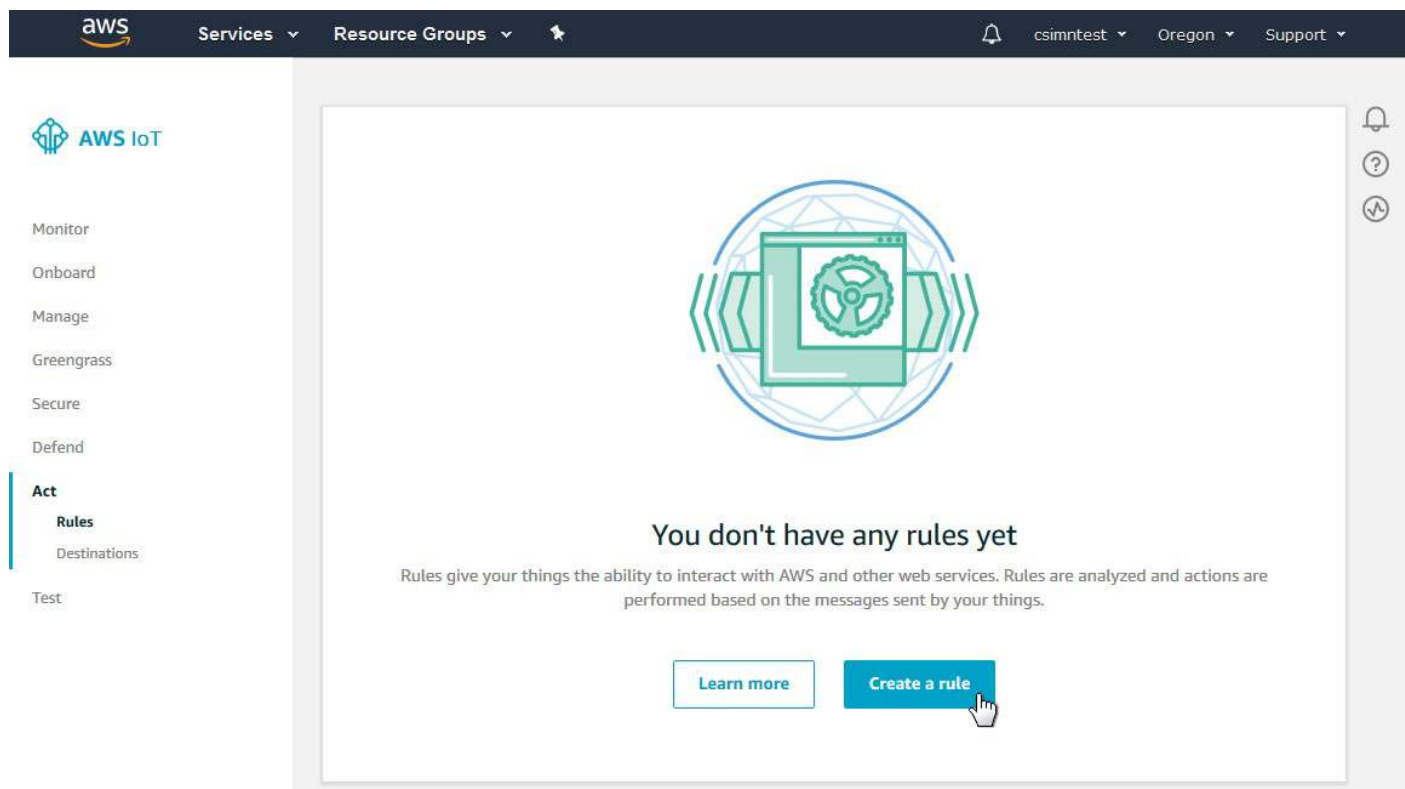 aws Services Resource Groups csimntest Oregon Support
AWS IoT
Monitor
Onboard
Manage
Greengrass
Secure
Defend
Act
Rules
Destinations
Test
You don't have any rules yet
Rules give your things the ability to interact with AWS and other web services. Rules are analyzed and actions are
performed based on the messages sent by your things.
Learn more Create a rule